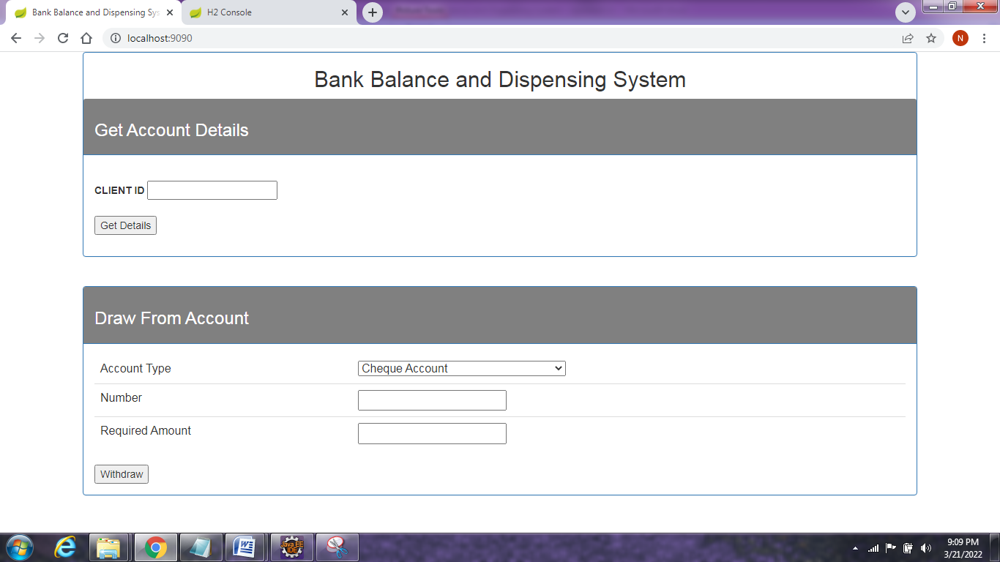 Bank Balance and Dispensing Sys
H2 Console
localhost:9090
N
Bank Balance and Dispensing System
Get Account Details
CLIENT ID
Get Details
Draw From Account
Account Type
Cheque Account
Number
Required Amount
Withdraw
Java EE
IDE
9:09 PM
3/21/2022